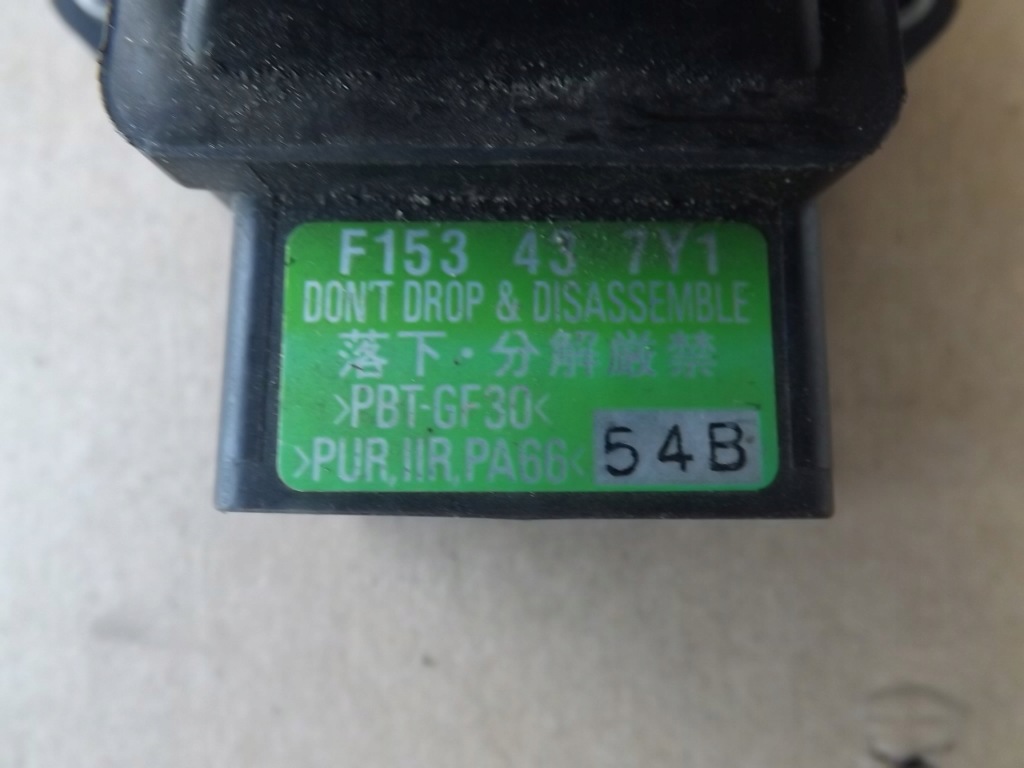 F153 43 7Y1
DON'T DROP & DISASSEMBLE
落下・分解厳禁
>PBT-GF30<
>PUR,IIR,PA66<
54B